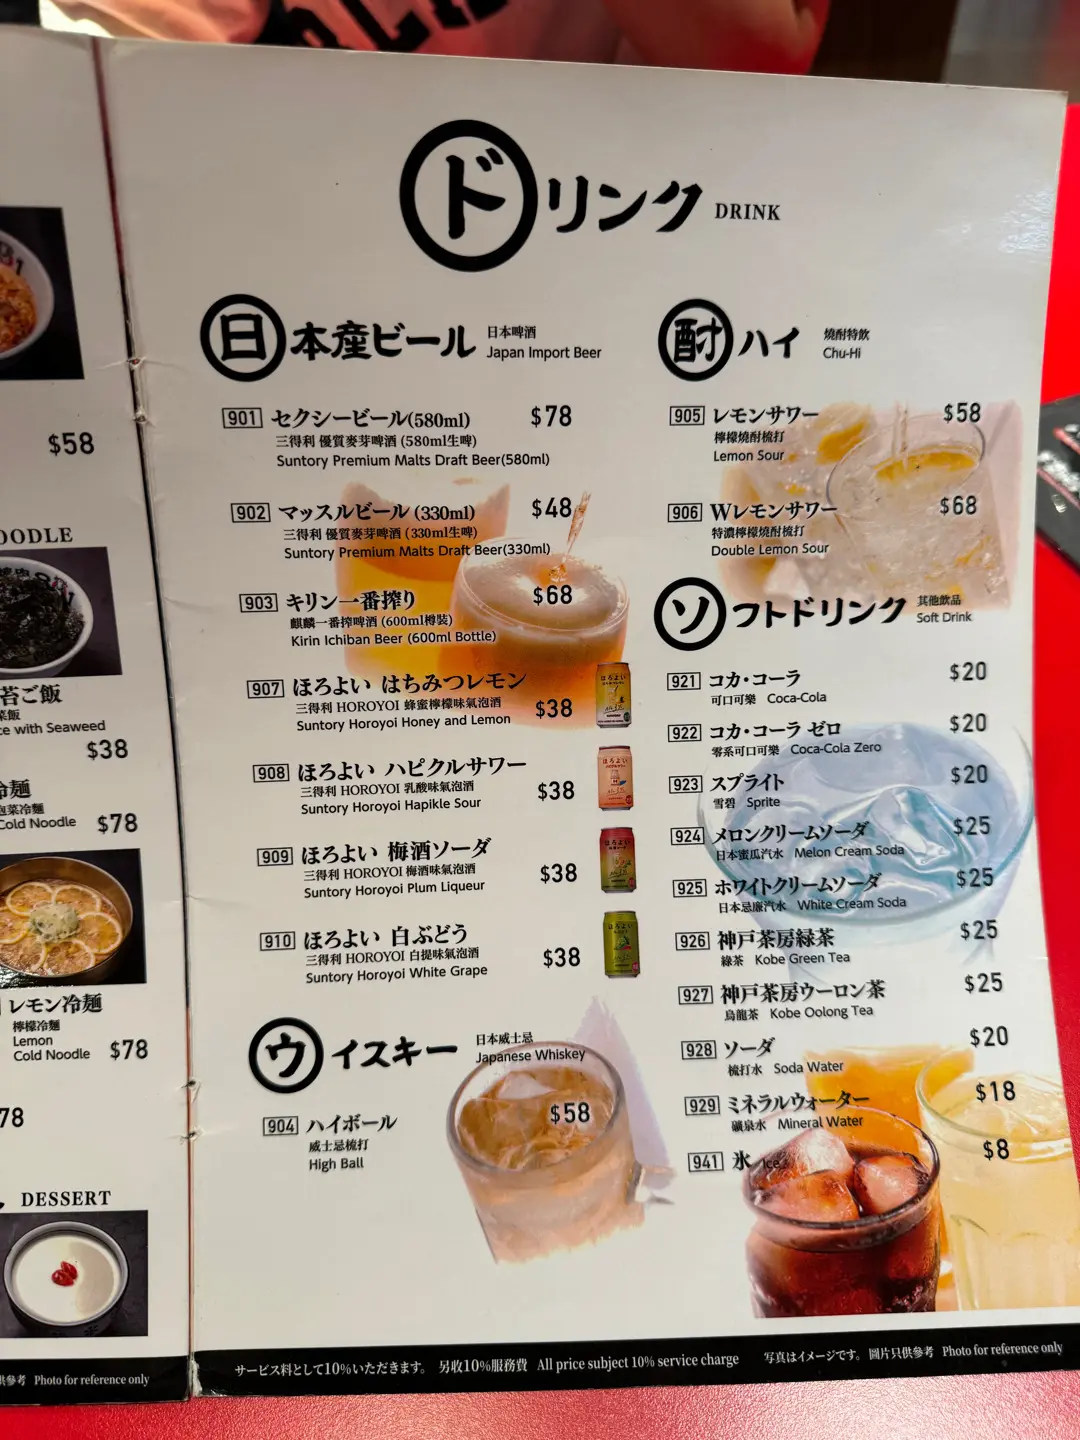 $58
OODLE
苔ご飯
菜飯
ce with Seaweed
$38
冷麺
泡菜冷麵
Cold Noodle
$78
レモン冷麺
檸檬冷麵
Lemon
Cold Noodle
$78
78
DESSERT
供參考 Photo for reference only
ドリンク DRINK
日本産ビール
日本啤酒
Japan Import Beer
901 セクシービール(580ml) $78
三得利 優質麥芽啤酒 (580ml生啤)
Suntory Premium Malts Draft Beer(580ml)
902 マッスルビール (330ml) $48
三得利 優質麥芽啤酒 (330ml生啤)
Suntory Premium Malts Draft Beer(330ml)
903 キリン一番搾り $68
麒麟一番搾啤酒 (600ml樽裝)
Kirin Ichiban Beer (600ml Bottle)
907 ほろよい はちみつレモン $38
三得利 HOROYOI 蜂蜜檸檬味氣泡酒
Suntory Horoyoi Honey and Lemon
908 ほろよい ハピクルサワー $38
三得利 HOROYOI 乳酸味氣泡酒
Suntory Horoyoi Hapikle Sour
909 ほろよい 梅酒ソーダ $38
三得利 HOROYOI 梅酒味氣泡酒
Suntory Horoyoi Plum Liqueur
910 ほろよい 白ぶどう $38
三得利 HOROYOI 白提味氣泡酒
Suntory Horoyoi White Grape
ウイスキー
日本威士忌
Japanese Whiskey
904 ハイボール $58
威士忌梳打
High Ball
酎ハイ
燒酎特飲
Chu-Hi
905 レモンサワー $58
檸檬燒酎梳打
Lemon Sour
906 Wレモンサワー $68
特濃檸檬燒酎梳打
Double Lemon Sour
ソフトドリンク
其他飲品
Soft Drink
921 コカ・コーラ $20
可口可樂 Coca-Cola
922 コカ・コーラ ゼロ $20
零系可口可樂 Coca-Cola Zero
923 スプライト $20
雪碧 Sprite
924 メロンクリームソーダ $25
日本蜜瓜汽水 Melon Cream Soda
925 ホワイトクリームソーダ $25
日本忌廉汽水 White Cream Soda
926 神戸茶房緑茶 $25
綠茶 Kobe Green Tea
927 神戸茶房ウーロン茶 $25
烏龍茶 Kobe Oolong Tea
928 ソーダ $20
梳打水 Soda Water
929 ミネラルウォーター $18
礦泉水 Mineral Water
941 氷 Ice $8
サービス料として10%いただきます。 另收10%服務費 All price subject 10% service charge
写真はイメージです。 圖片只供參考 Photo for reference only